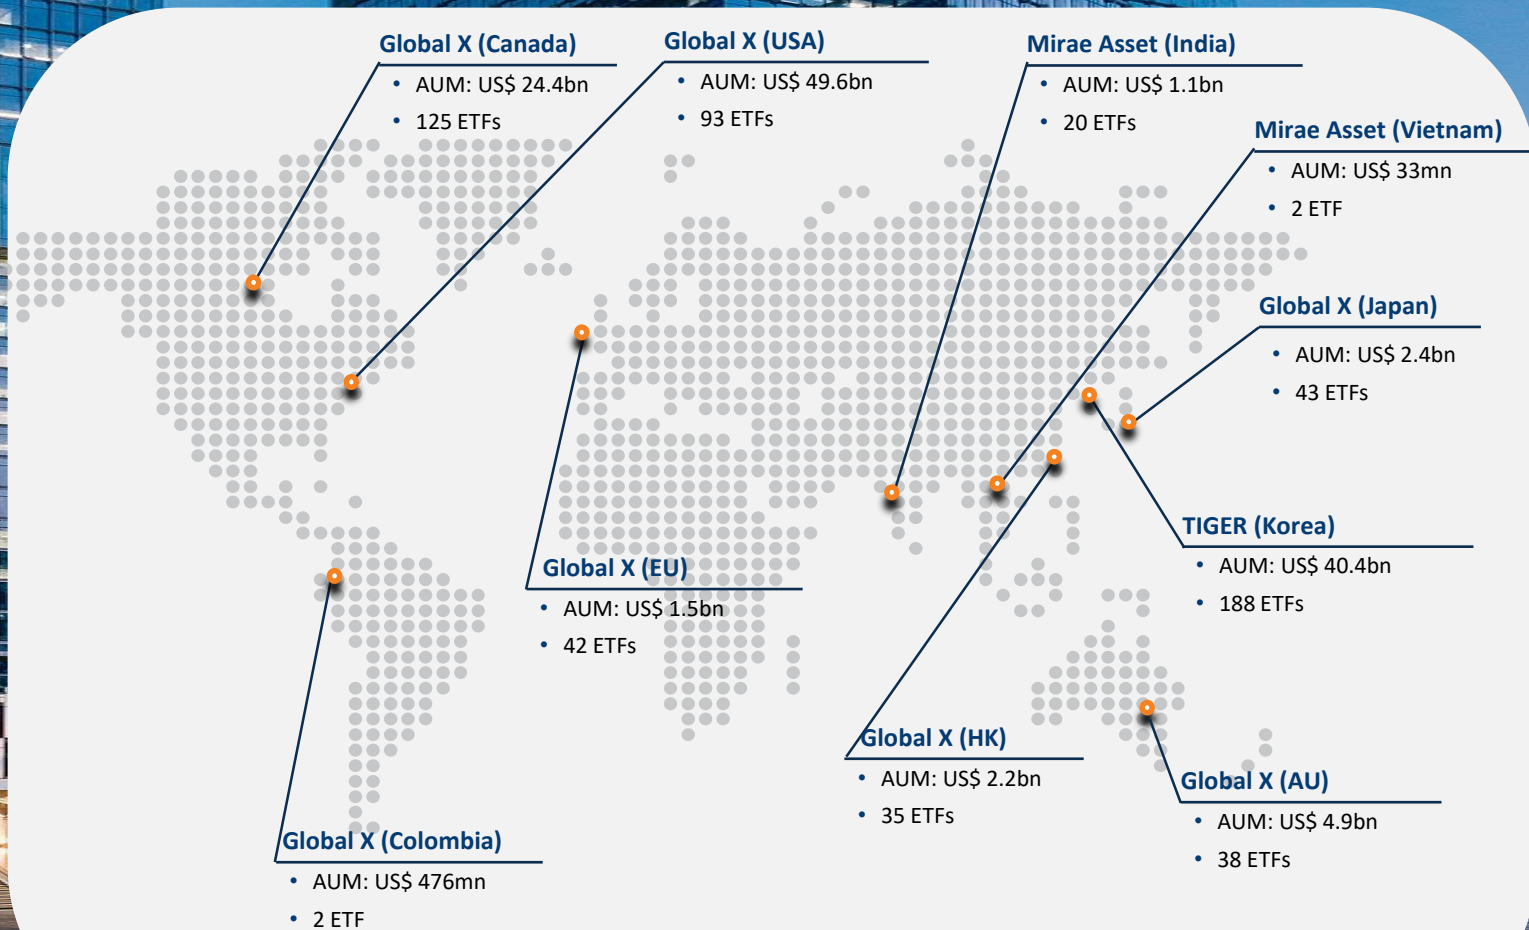 Global X (Canada)
• AUM: US$ 24.4bn
• 125 ETFs
Global X (USA)
• AUM: US$ 49.6bn
• 93 ETFs
Mirae Asset (India)
• AUM: US$ 1.1bn
• 20 ETFs
Mirae Asset (Vietnam)
• AUM: US$ 33mn
• 2 ETF
Global X (Japan)
• AUM: US$ 2.4bn
• 43 ETFs
TIGER (Korea)
• AUM: US$ 40.4bn
• 188 ETFs
Global X (EU)
• AUM: US$ 1.5bn
• 42 ETFs
Global X (HK)
• AUM: US$ 2.2bn
• 35 ETFs
Global X (AU)
• AUM: US$ 4.9bn
• 38 ETFs
Global X (Colombia)
• AUM: US$ 476mn
• 2 ETF